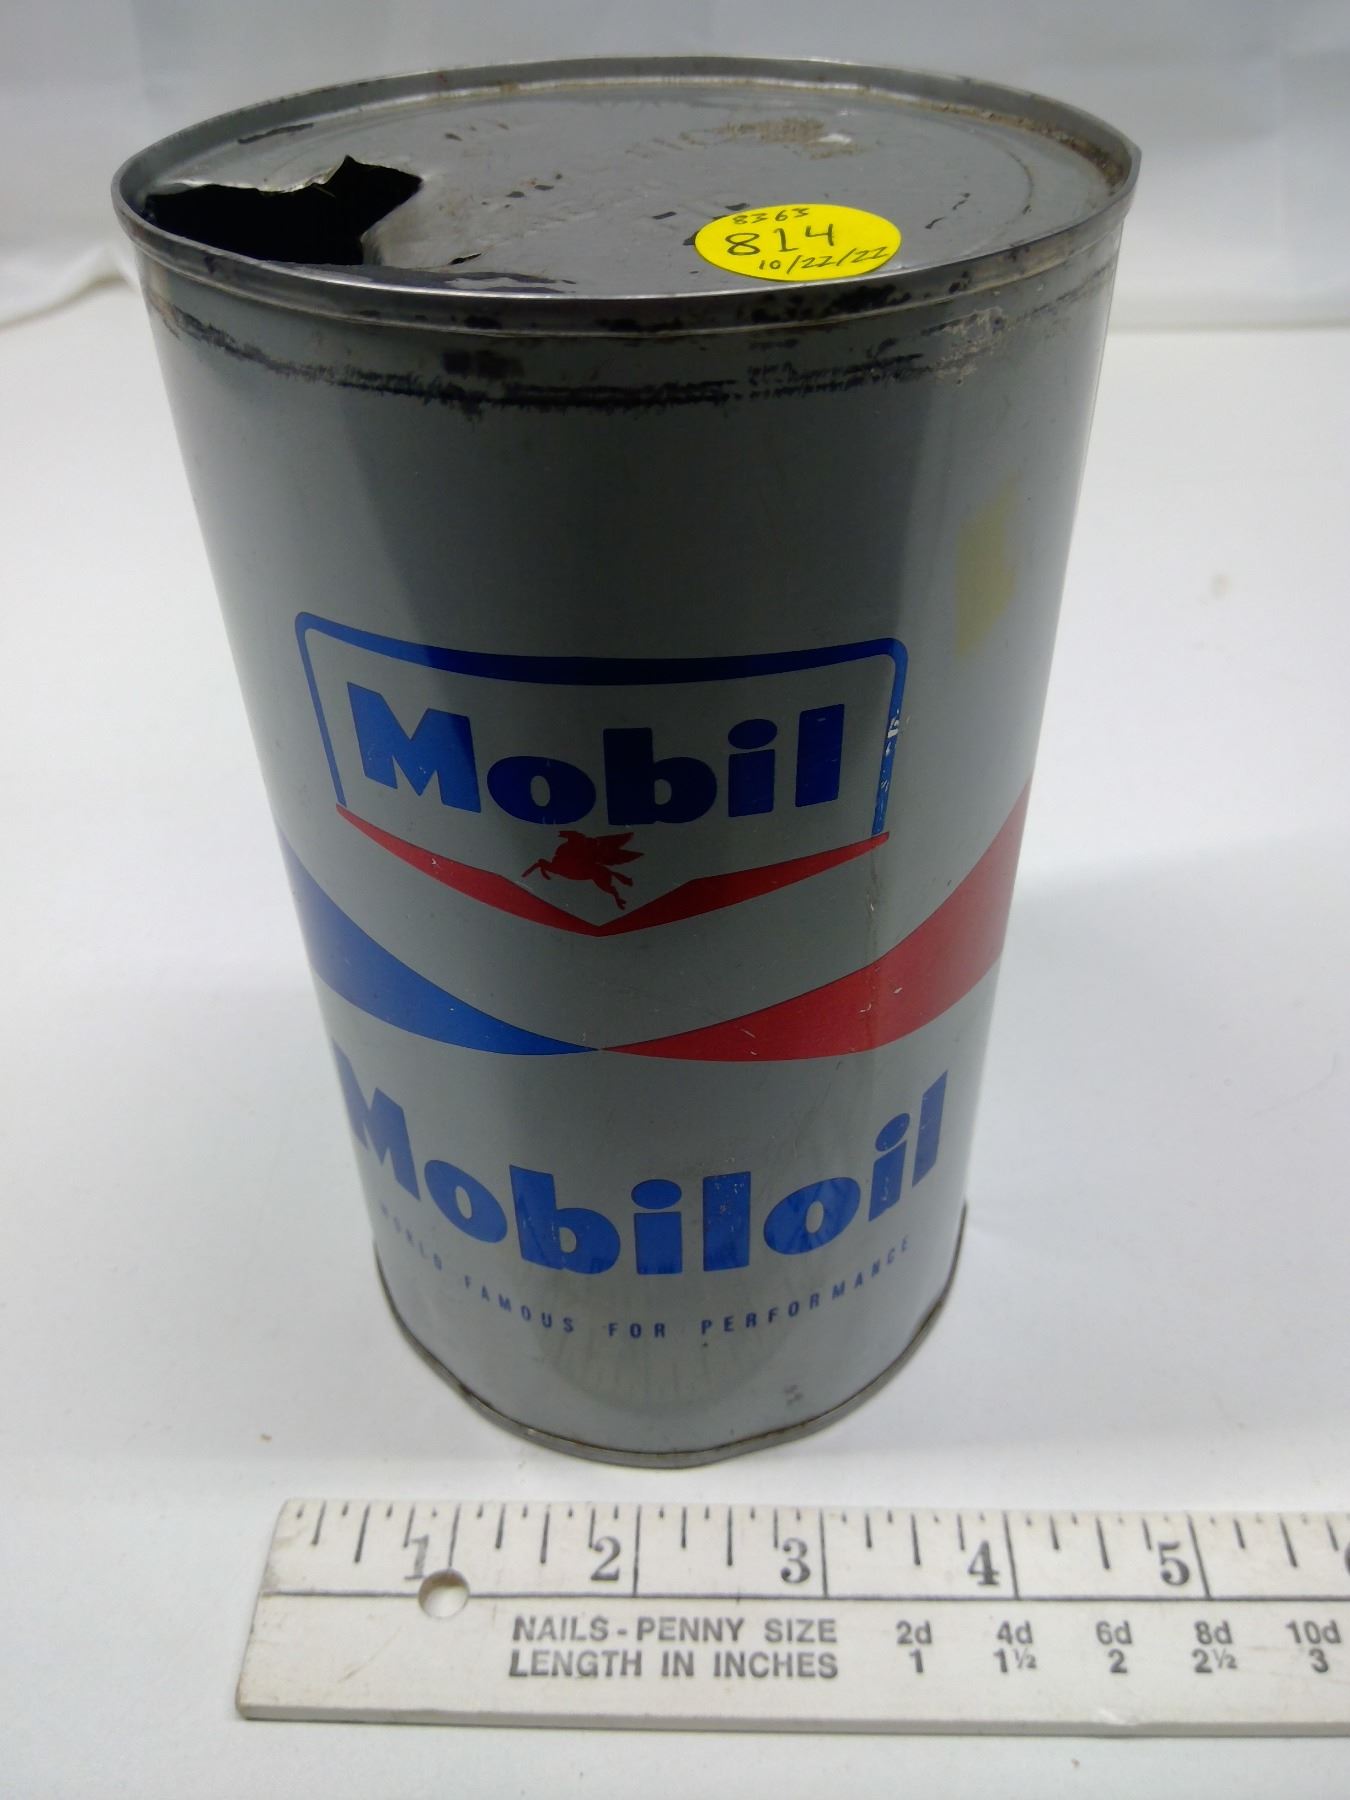 8363
814
10/22/22
Mobil
Mobiloil
WORLD FAMOUS FOR PERFORMANCE
1 2 3 4 5
NAILS - PENNY SIZE 2d 4d 6d 8d 10d
LENGTH IN INCHES 1 1½ 2 2½ 3